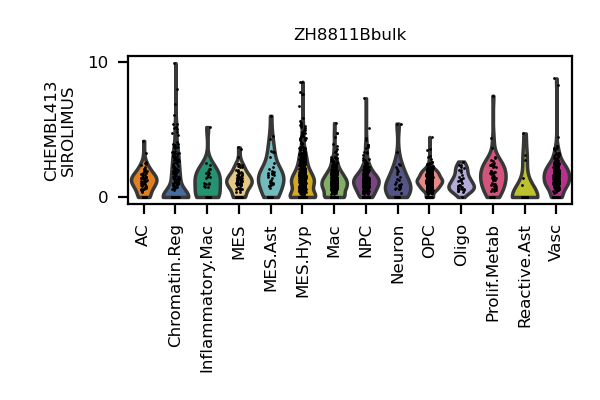 ZH8811Bbulk
CHEMBL413
SIROLIMUS
10
0
AC
Chromatin.Reg
Inflammatory.Mac
MES
MES.Ast
MES.Hyp
Mac
NPC
Neuron
OPC
Oligo
Prolif.Metab
Reactive.Ast
Vasc